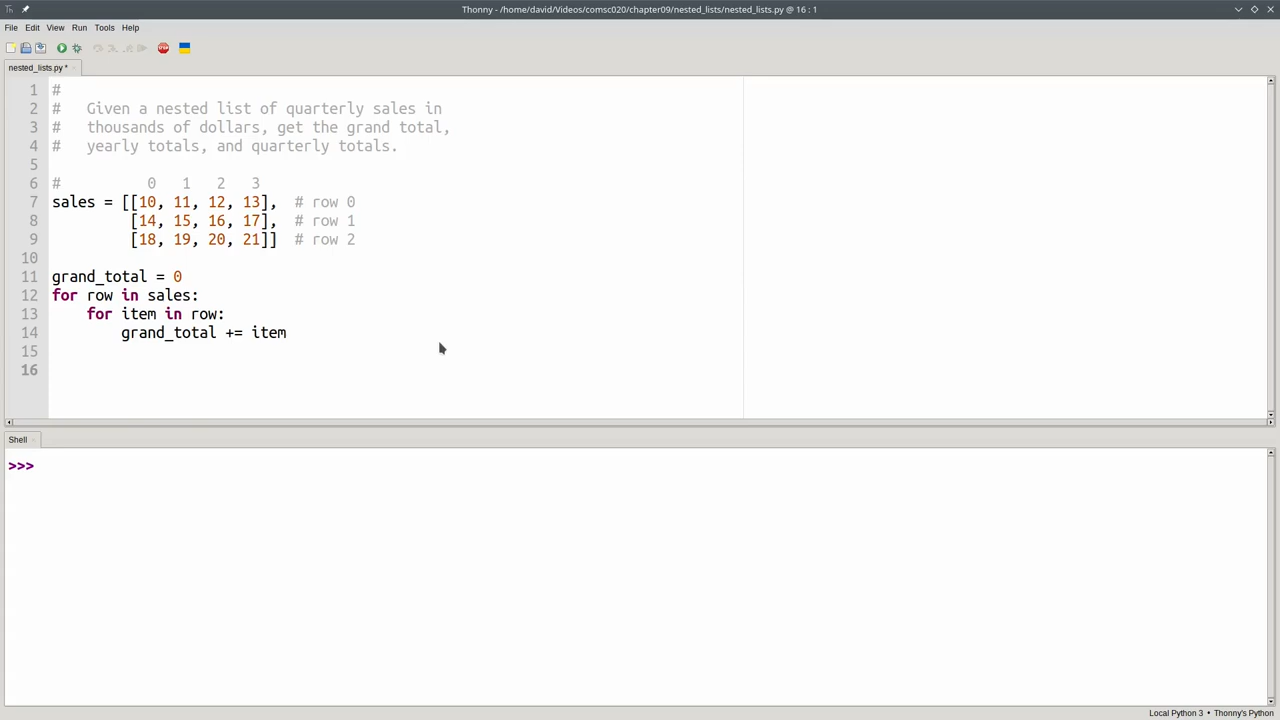 Th
Thonny - /home/david/Videos/comsc020/chapter09/nested_lists/nested_lists.py @ 16 : 1
File Edit View Run Tools Help
STOP
nested_lists.py *
1 #
2 #   Given a nested list of quarterly sales in
3 #   thousands of dollars, get the grand total,
4 #   yearly totals, and quarterly totals.
5
6 #          0   1   2   3
7 sales = [[10, 11, 12, 13],  # row 0
8          [14, 15, 16, 17],  # row 1
9          [18, 19, 20, 21]]  # row 2
10
11 grand_total = 0
12 for row in sales:
13     for item in row:
14         grand_total += item
15
16
Shell
>>>
Local Python 3 • Thonny's Python